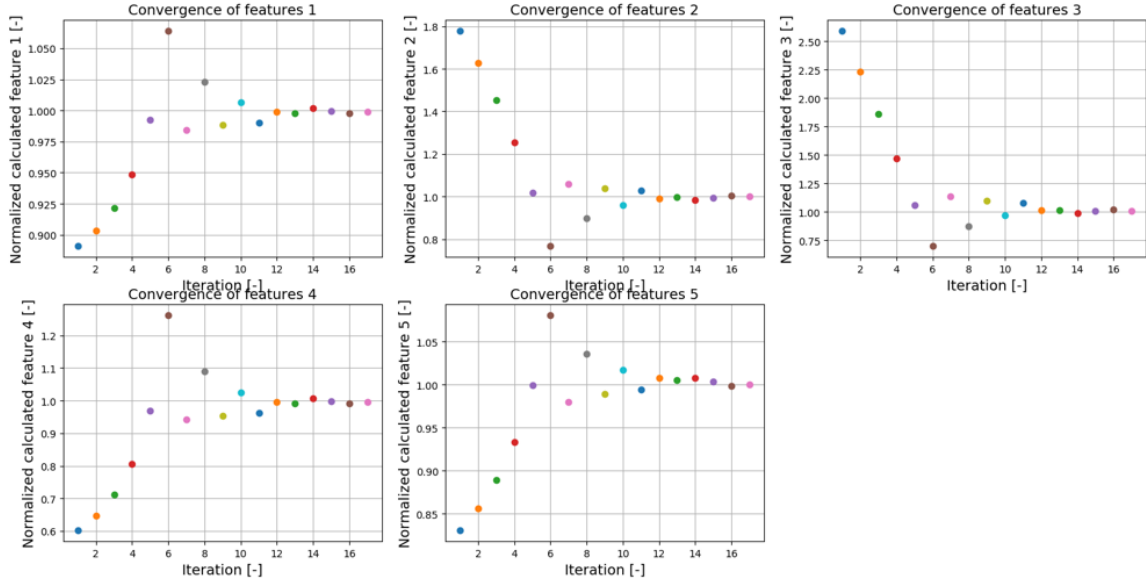 Convergence of features 1
Normalized calculated feature 1 [-]
1.050
1.025
1.000
0.975
0.950
0.925
0.900
2 4 6 8 10 12 14 16
Iteration [-]
Convergence of features 2
Normalized calculated feature 2 [-]
1.8
1.6
1.4
1.2
1.0
0.8
2 4 6 8 10 12 14 16
Iteration [-]
Convergence of features 3
Normalized calculated feature 3 [-]
2.50
2.25
2.00
1.75
1.50
1.25
1.00
0.75
2 4 6 8 10 12 14 16
Iteration [-]
Convergence of features 4
Normalized calculated feature 4 [-]
1.2
1.1
1.0
0.9
0.8
0.7
0.6
2 4 6 8 10 12 14 16
Iteration [-]
Convergence of features 5
Normalized calculated feature 5 [-]
1.05
1.00
0.95
0.90
0.85
2 4 6 8 10 12 14 16
Iteration [-]